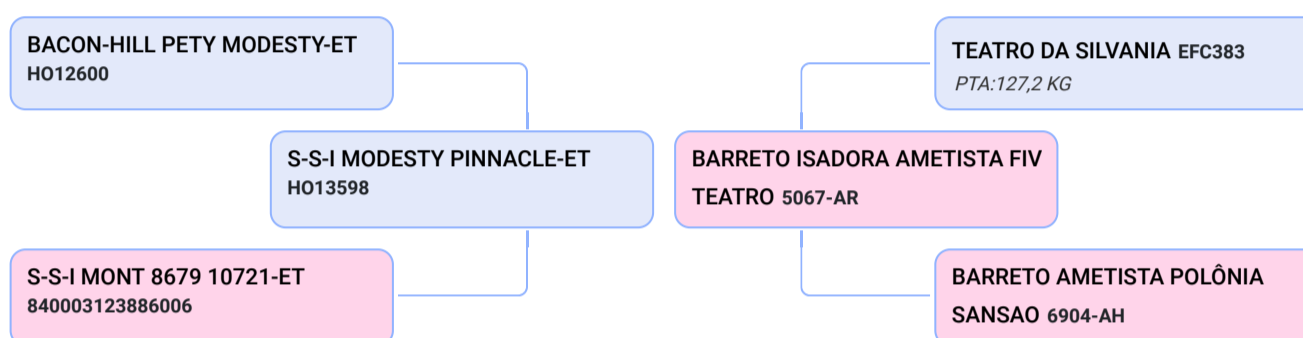 BACON-HILL PETY MODESTY-ET
HO12600
TEATRO DA SILVANIA EFC383
PTA:127,2 KG
S-S-I MODESTY PINNACLE-ET
HO13598
BARRETO ISADORA AMETISTA FIV
TEATRO 5067-AR
S-S-I MONT 8679 10721-ET
840003123886006
BARRETO AMETISTA POLÔNIA
SANSAO 6904-AH